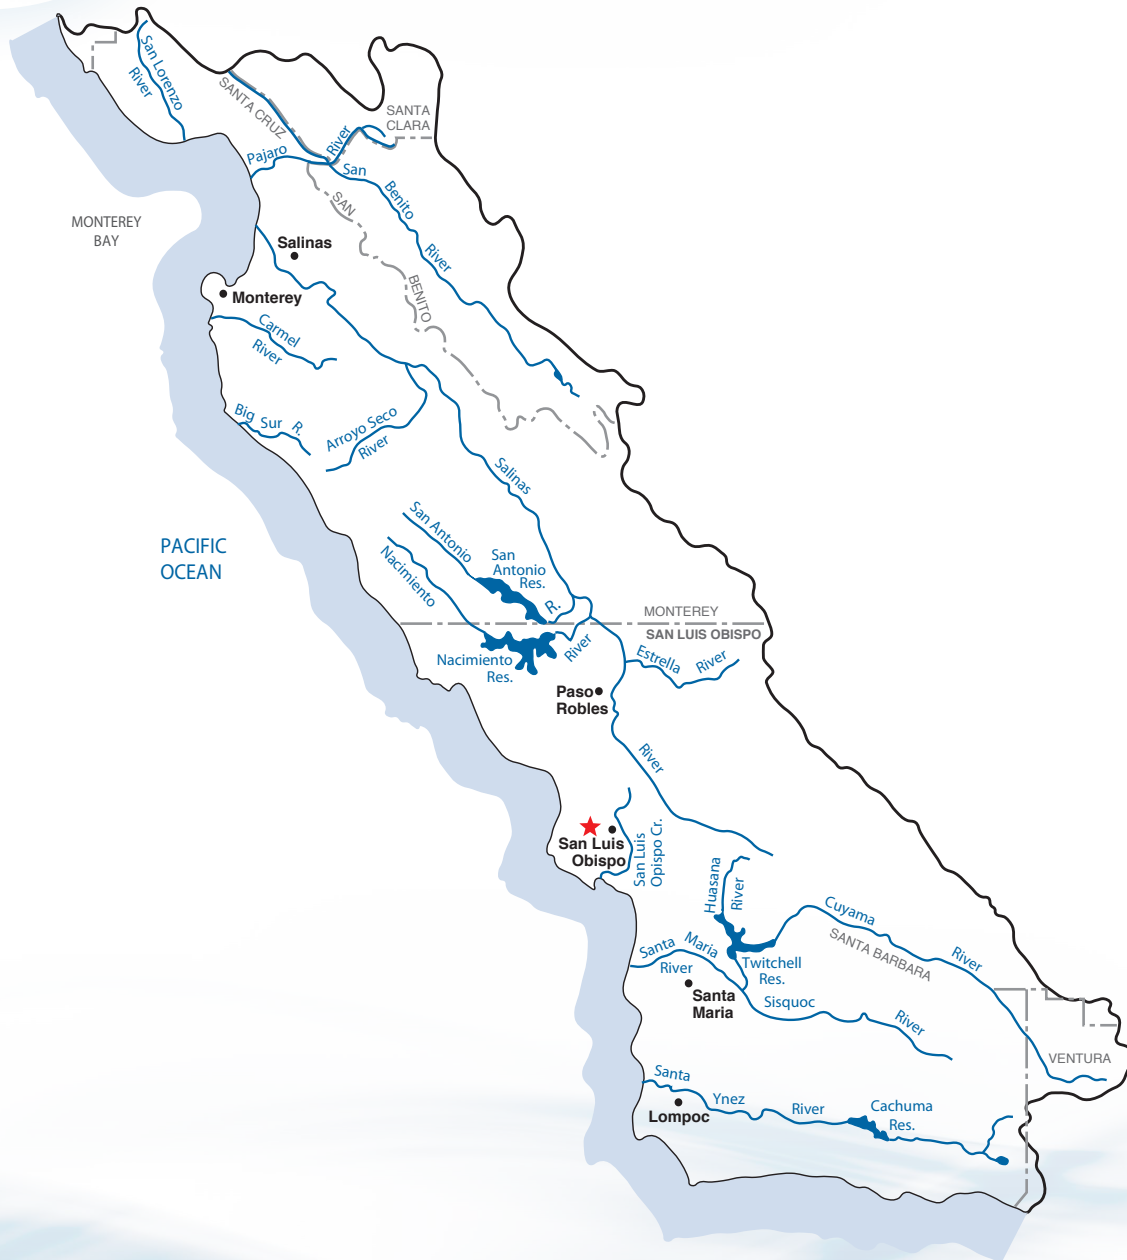 San Lorenzo
River
SANTA CRUZ
SANTA
CLARA
Pajaro
River
San
Benito
River
SAN
BENITO
MONTEREY
BAY
Salinas
Monterey
Carmel
River
Big Sur R.
Arroyo Seco
River
Salinas
PACIFIC
OCEAN
San Antonio
San
Antonio
Res.
R.
Nacimiento
MONTEREY
SAN LUIS OBISPO
River
Nacimiento
Res.
Estrella River
Paso
Robles
River
San Luis
Obispo
San Luis
Opispo Cr.
Huasana
River
Cuyama
River
SANTA BARBARA
Santa Maria
River
Twitchell
Res.
Santa
Maria
Sisquoc
River
VENTURA
Santa
Ynez
River
Lompoc
Cachuma
Res.